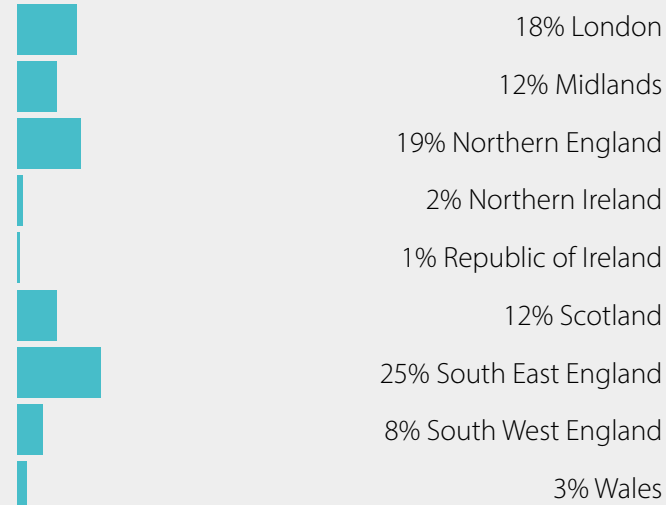 18% London
12% Midlands
19% Northern England
2% Northern Ireland
1% Republic of Ireland
12% Scotland
25% South East England
8% South West England
3% Wales